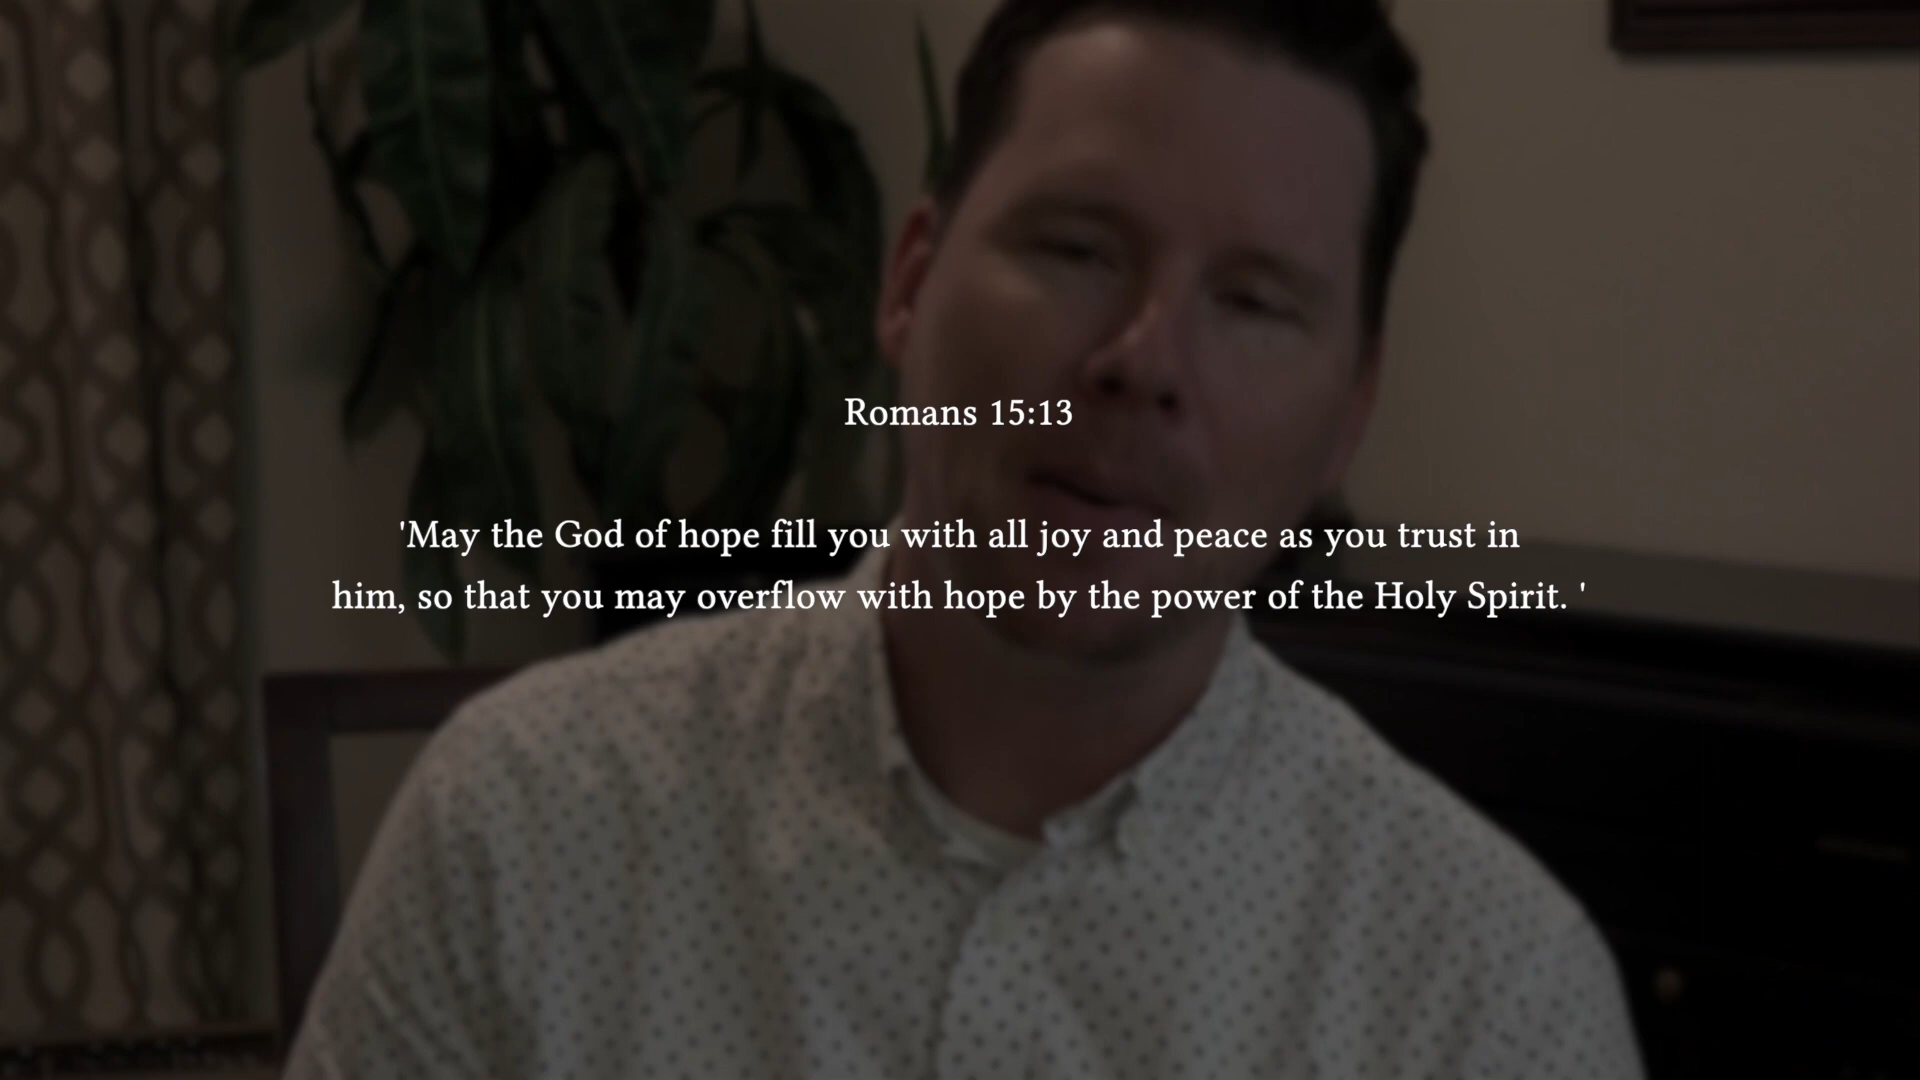 Romans 15:13
'May the God of hope fill you with all joy and peace as you trust in
him, so that you may overflow with hope by the power of the Holy Spirit. '